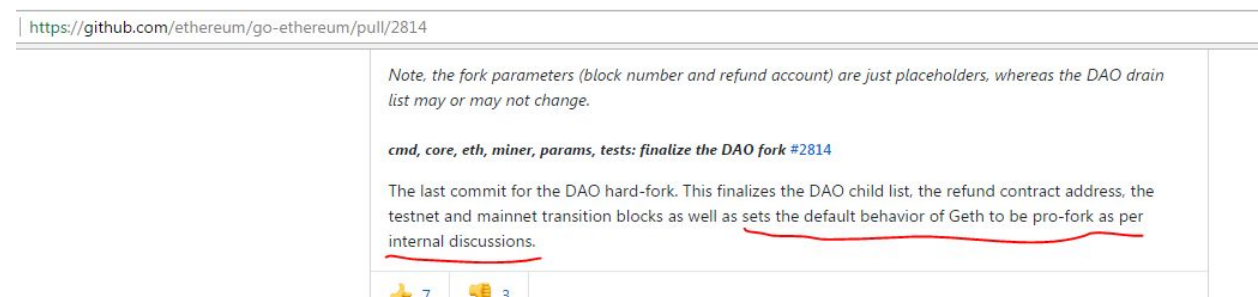 https://github.com/ethereum/go-ethereum/pull/2814
Note, the fork parameters (block number and refund account) are just placeholders, whereas the DAO drain
list may or may not change.
cmd, core, eth, miner, params, tests: finalize the DAO fork #2814
The last commit for the DAO hard-fork. This finalizes the DAO child list, the refund contract address, the
testnet and mainnet transition blocks as well as sets the default behavior of Geth to be pro-fork as per
internal discussions.
7 3